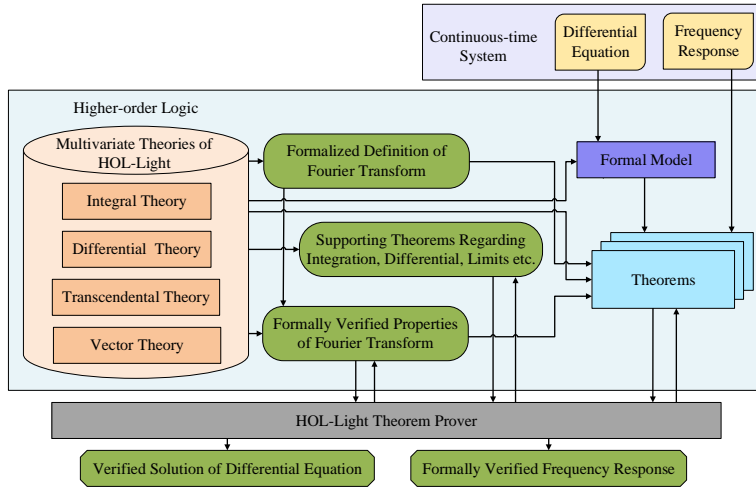 Continuous-time
System
Differential
Equation
Frequency
Response
Higher-order Logic
Multivariate Theories of
HOL-Light
Integral Theory
Differential Theory
Transcendental Theory
Vector Theory
Formalized Definition of
Fourier Transform
Supporting Theorems Regarding
Integration, Differential, Limits etc.
Formally Verified Properties
of Fourier Transform
Formal Model
Theorems
HOL-Light Theorem Prover
Verified Solution of Differential Equation
Formally Verified Frequency Response